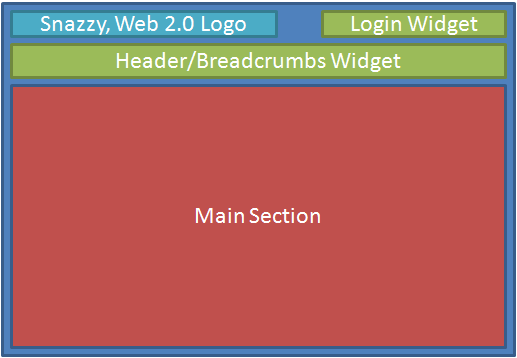 Snazzy, Web 2.0 Logo
Login Widget
Header/Breadcrumbs Widget
Main Section